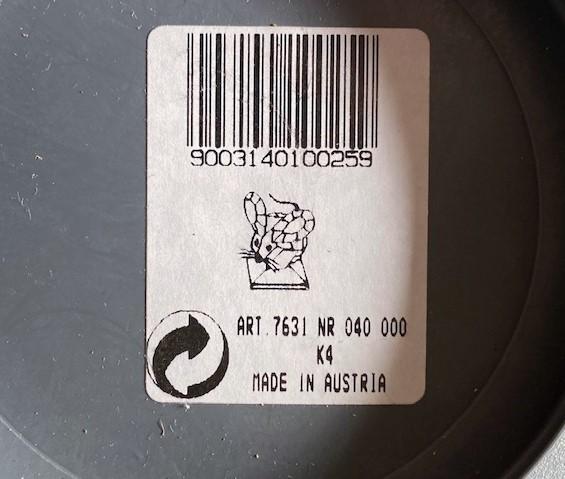 9003140100259
ART.7631 NR 040 000
K4
MADE IN AUSTRIA